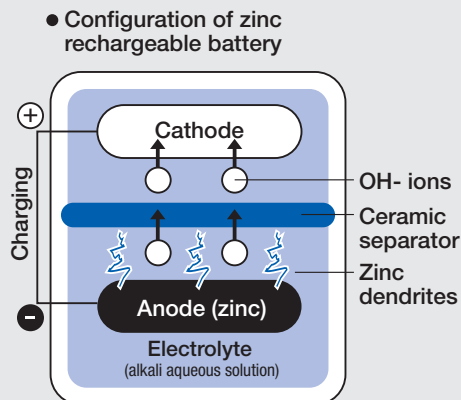 ● Configuration of zinc
rechargeable battery
+
Cathode
Charging
OH- ions
Ceramic
separator
Zinc
dendrites
−
Anode (zinc)
Electrolyte
(alkali aqueous solution)